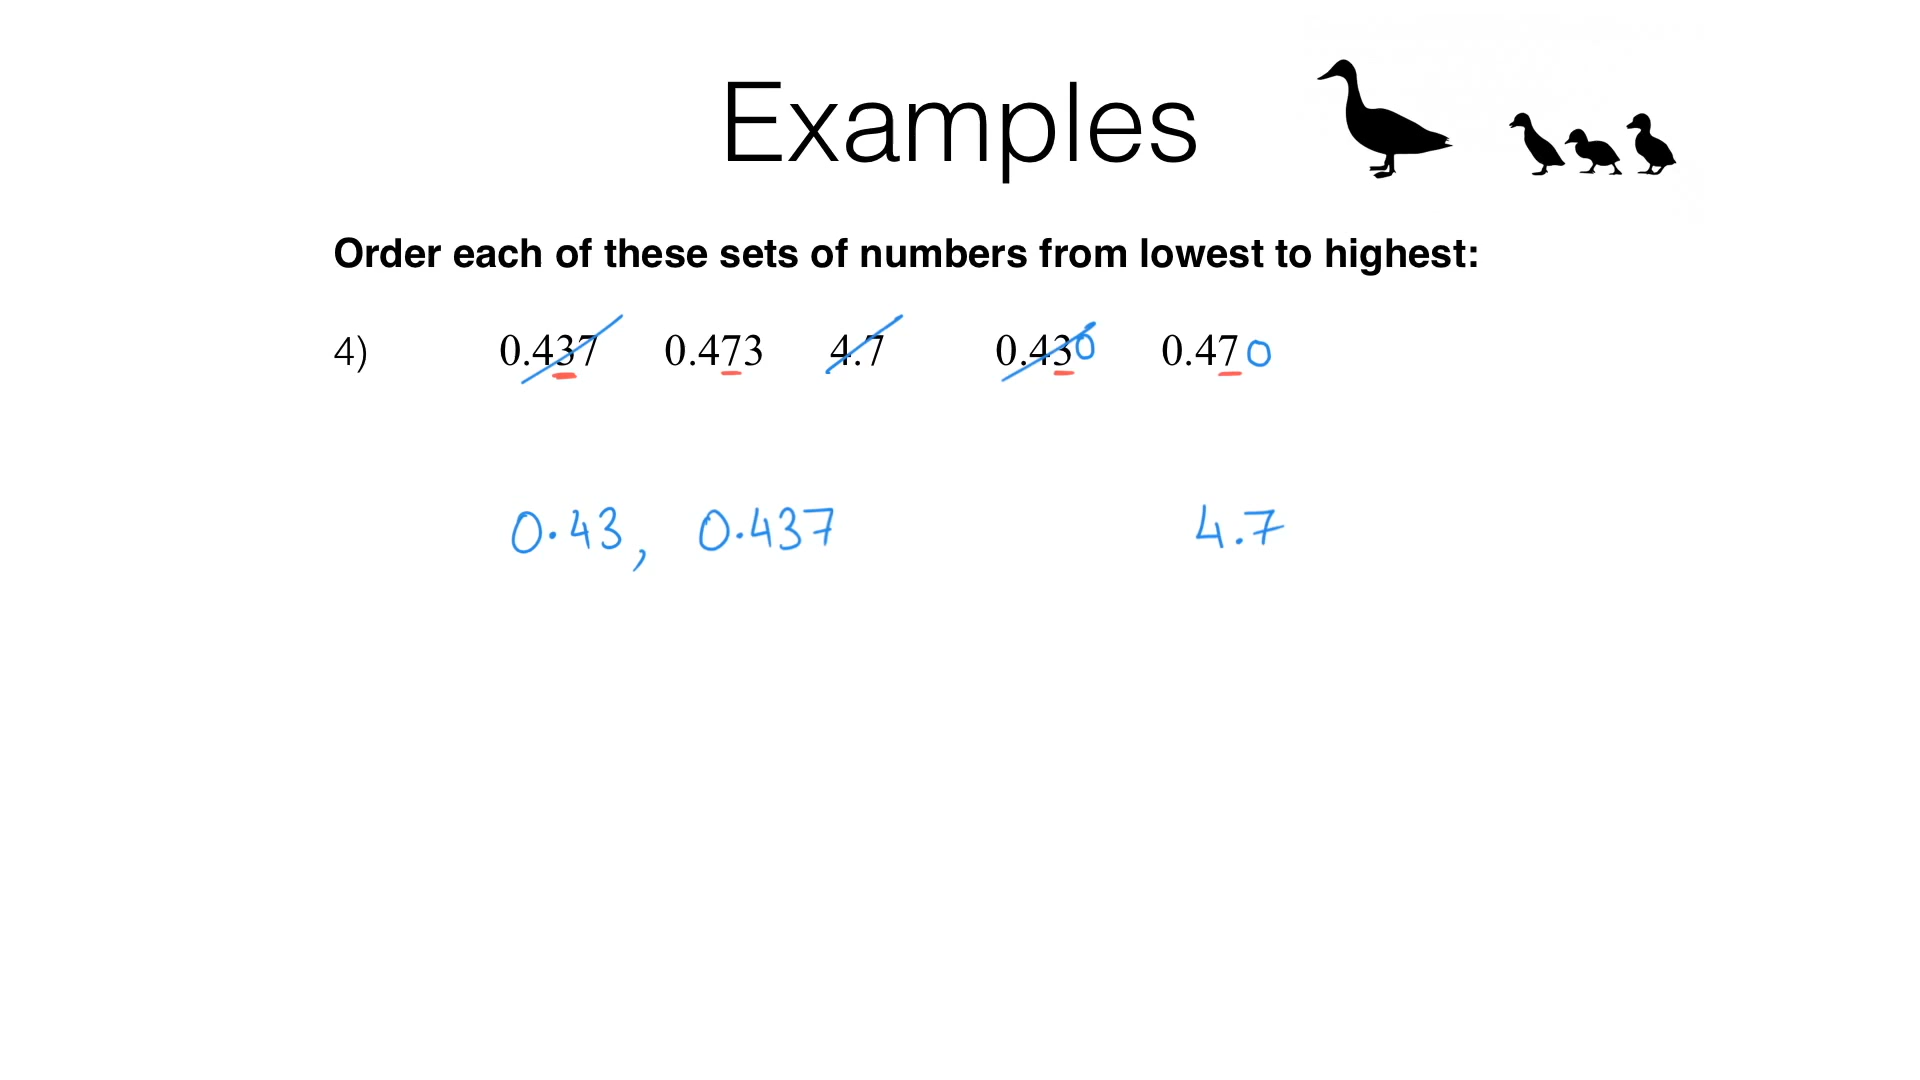 Examples
Order each of these sets of numbers from lowest to highest:
4) 0.437 0.473 4.7 0.430 0.470
0.43, 0.437 4.7